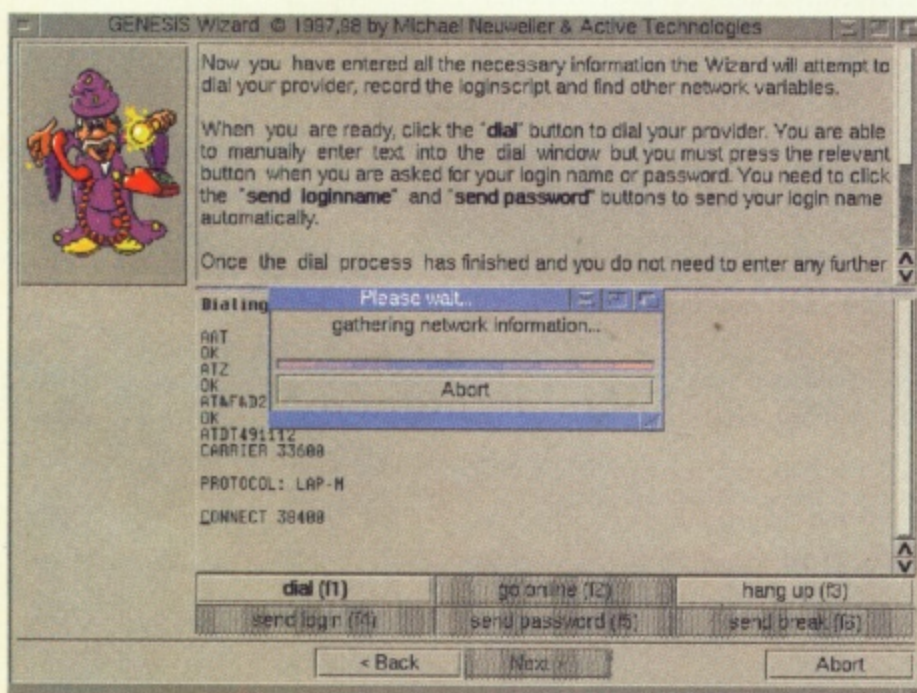 GENESIS Wizard © 1997,98 by Michael Neuweiler & Active Technologies
Now you have entered all the necessary information the Wizard will attempt to
dial your provider, record the loginscript and find other network variables.
When you are ready, click the "dial" button to dial your provider. You are able
to manually enter text into the dial window but you must press the relevant
button when you are asked for your login name or password. You need to click
the "send loginname" and "send password" buttons to send your login name
automatically.
Once the dial process has finished and you do not need to enter any further
Dialing
Please wait...
gathering network information...
Abort
AAT
OK
ATZ
OK
AT&F&D2
OK
ATDT491112
CARRIER 33600
PROTOCOL: LAP-M
CONNECT 38400
dial (f1)
go online (f2)
hang up (f3)
send login (f4)
send password (f5)
send break (f6)
< Back
Next >
Abort